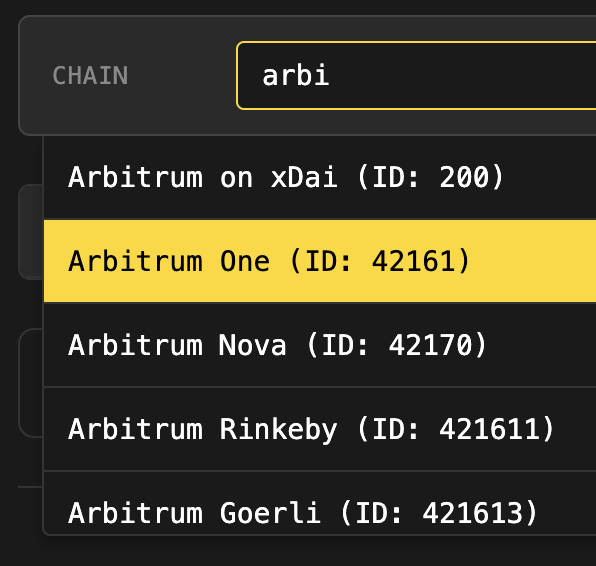 CHAIN
arbi
Arbitrum on xDai (ID: 200)
Arbitrum One (ID: 42161)
Arbitrum Nova (ID: 42170)
Arbitrum Rinkeby (ID: 421611)
Arbitrum Goerli (ID: 421613)